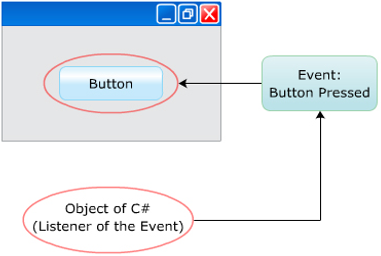 Button
Event:
Button Pressed
Object of C#
(Listener of the Event)